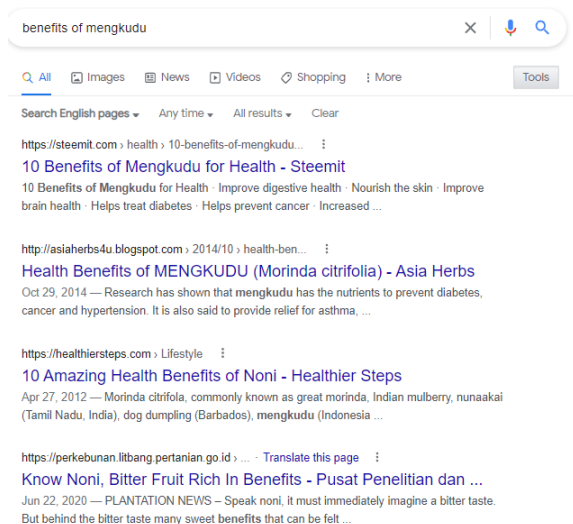 benefits of mengkudu
All Images News Videos Shopping More Tools
Search English pages Any time All results Clear
https://steemit.com › health › 10-benefits-of-mengkudu...
10 Benefits of Mengkudu for Health - Steemit
10 Benefits of Mengkudu for Health · Improve digestive health · Nourish the skin · Improve
brain health · Helps treat diabetes · Helps prevent cancer · Increased ...
http://asiaherbs4u.blogspot.com › 2014/10 › health-ben...
Health Benefits of MENGKUDU (Morinda citrifolia) - Asia Herbs
Oct 29, 2014 — Research has shown that mengkudu has the nutrients to prevent diabetes,
cancer and hypertension. It is also said to provide relief for asthma, ...
https://healthiersteps.com › Lifestyle
10 Amazing Health Benefits of Noni - Healthier Steps
Apr 27, 2012 — Morinda citrifola, commonly known as great morinda, Indian mulberry, nunaakai
(Tamil Nadu, India), dog dumpling (Barbados), mengkudu (Indonesia ...
https://perkebunan.litbang.pertanian.go.id › ... · Translate this page
Know Noni, Bitter Fruit Rich In Benefits - Pusat Penelitian dan ...
Jun 22, 2020 — PLANTATION NEWS – Speak noni, it must immediately imagine a bitter taste.
But behind the bitter taste many sweet benefits that can be felt ...